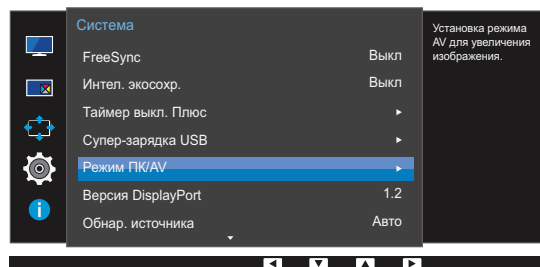 Система
FreeSync Выкл
Интел. экосохр. Выкл
Таймер выкл. Плюс
Супер-зарядка USB
Режим ПК/AV
Версия DisplayPort 1.2
Обнар. источника Авто
Установка режима
AV для увеличения
изображения.